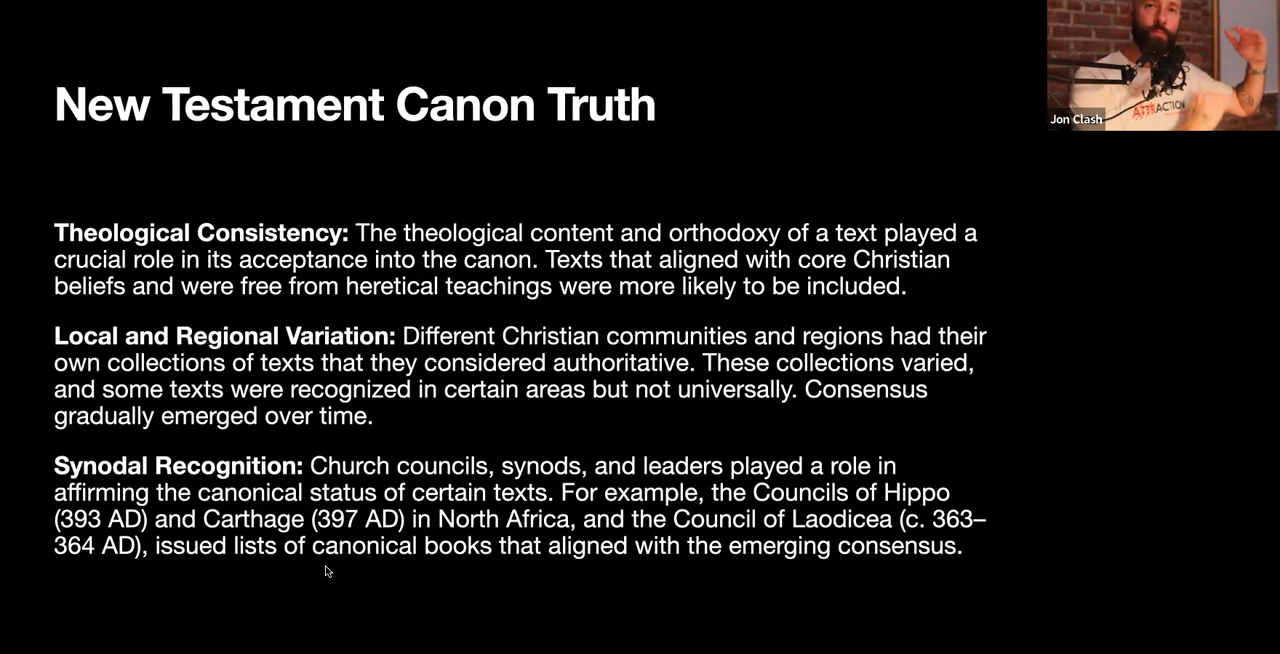 New Testament Canon Truth
Jon Clash
Theological Consistency: The theological content and orthodoxy of a text played a
crucial role in its acceptance into the canon. Texts that aligned with core Christian
beliefs and were free from heretical teachings were more likely to be included.
Local and Regional Variation: Different Christian communities and regions had their
own collections of texts that they considered authoritative. These collections varied,
and some texts were recognized in certain areas but not universally. Consensus
gradually emerged over time.
Synodal Recognition: Church councils, synods, and leaders played a role in
affirming the canonical status of certain texts. For example, the Councils of Hippo
(393 AD) and Carthage (397 AD) in North Africa, and the Council of Laodicea (c. 363–
364 AD), issued lists of canonical books that aligned with the emerging consensus.